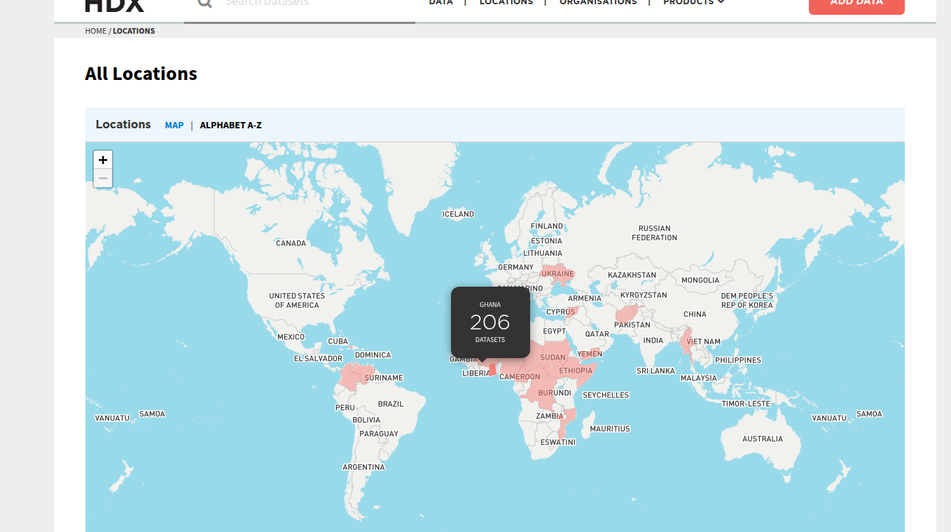 HDX
Search Datasets
DATA | LOCATIONS | ORGANISATIONS | PRODUCTS
ADD DATA
HOME / LOCATIONS
All Locations
Locations MAP | ALPHABET A-Z
+
−
ICELAND
FINLAND
RUSSIAN
FEDERATION
ESTONIA
CANADA
LITHUANIA
GERMANY
UKRAINE
KAZAKHSTAN
MONGOLIA
UNITED STATES
OF AMERICA
ARMENIA
KYRGYZSTAN
DEM.PEOPLE'S
REP OF KOREA
GHANA
206
DATASETS
CYPRUS
CHINA
PAKISTAN
EGYPT
QATAR
MEXICO
CUBA
INDIA
VIET NAM
EL SALVADOR
DOMINICA
SUDAN
YEMEN
PHILIPPINES
LIBERIA
CAMEROON
ETHIOPIA
SRI LANKA
MALAYSIA
SURINAME
BURUNDI
SEYCHELLES
PERU
BRAZIL
TIMOR-LESTE
VANUATU
SAMOA
BOLIVIA
ZAMBIA
VANUATU
SAMOA
PARAGUAY
MAURITIUS
ESWATINI
AUSTRALIA
ARGENTINA